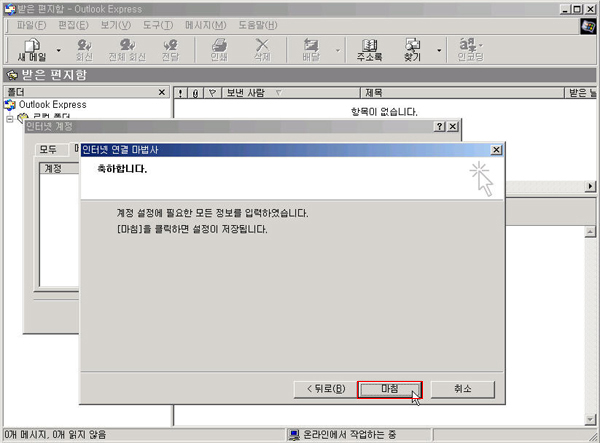 받은 편지함 - Outlook Express
파일(F) 편집(E) 보기(V) 도구(T) 메시지(M) 도움말(H)
새 메일 회신 전체 회신 전달 인쇄 삭제 배달 주소록 찾기 인코딩
받은 편지함
폴더 보낸 사람 제목 받은 날
Outlook Express
항목이 없습니다.
로컬 폴더
인터넷 계정
모두
계정
인터넷 연결 마법사
축하합니다.
계정 설정에 필요한 모든 정보를 입력하였습니다.
[마침]을 클릭하면 설정이 저장됩니다.
< 뒤로(B) 마침 취소
0개 메시지, 0개 읽지 않음 온라인에서 작업하는 중